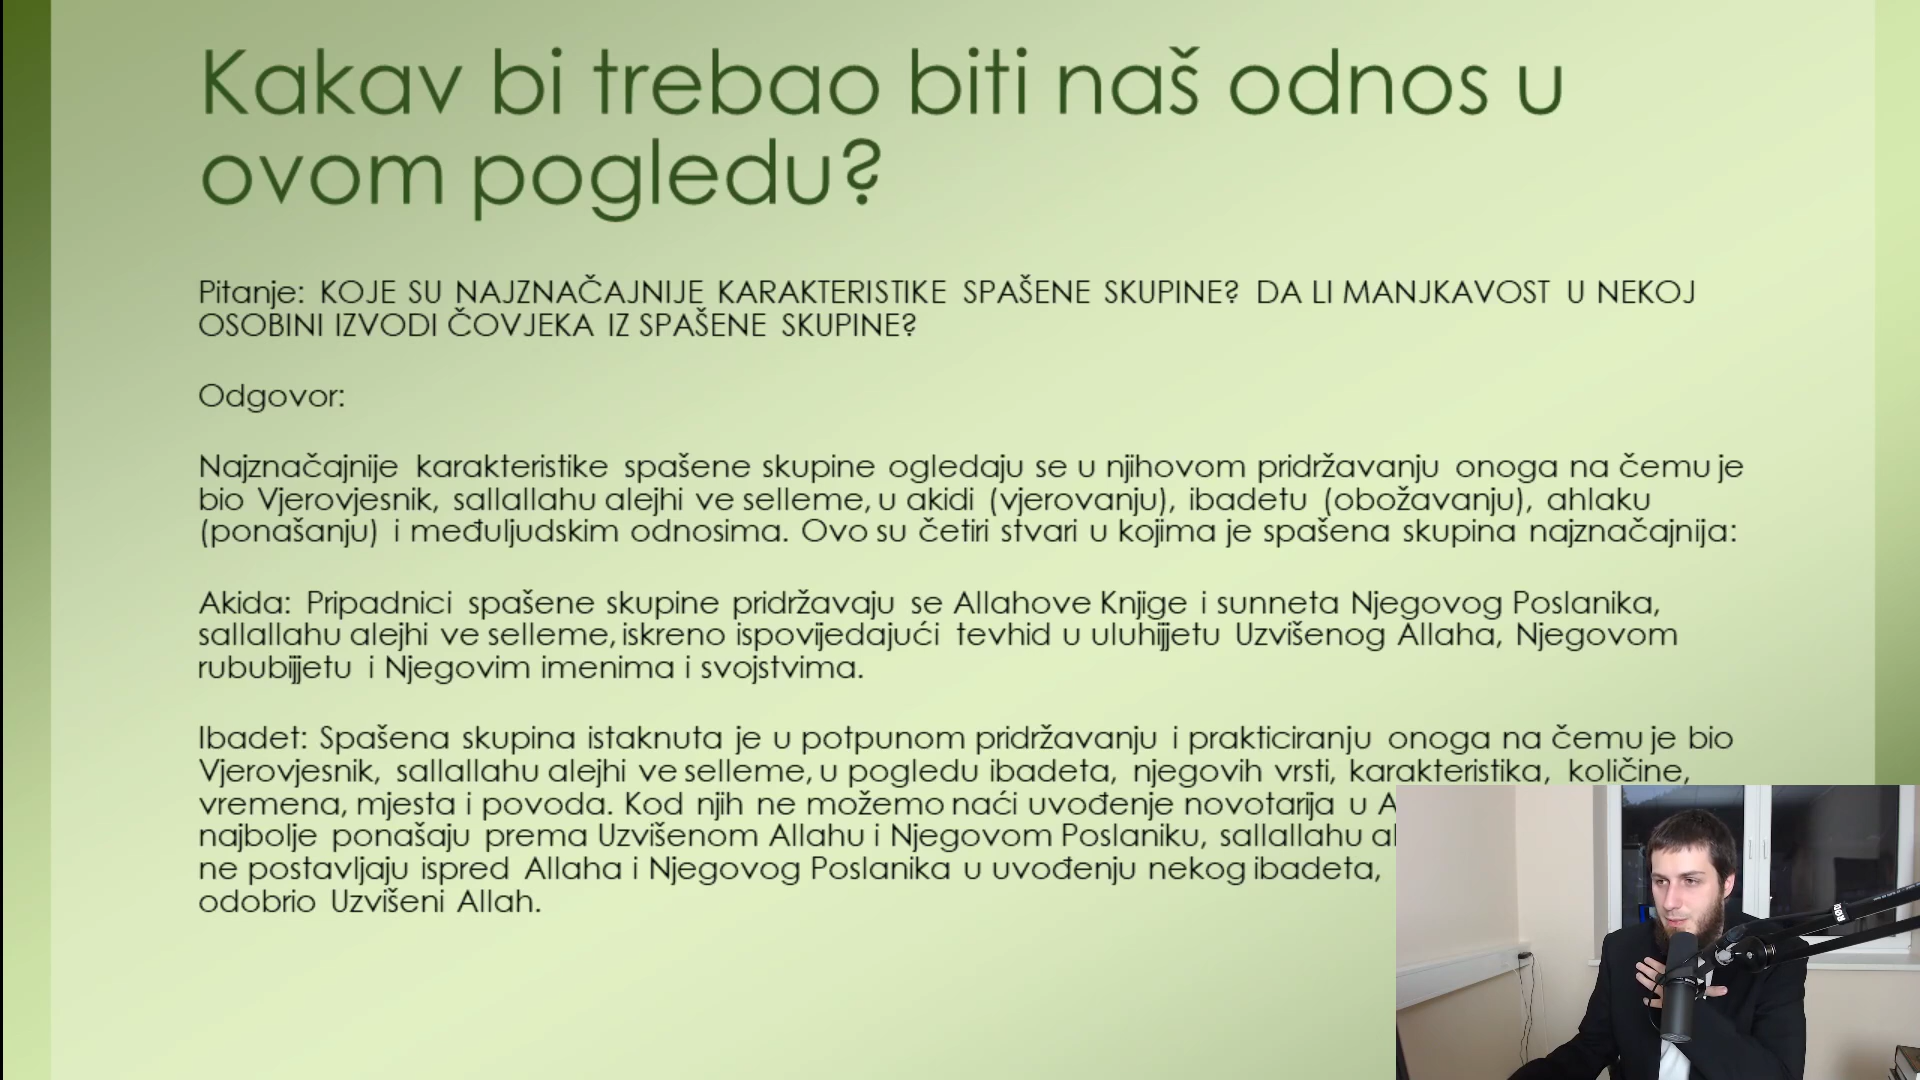 Kakav bi trebao biti naš odnos u
ovom pogledu?
Pitanje: KOJE SU NAJZNAČAJNIJE KARAKTERISTIKE SPAŠENE SKUPINE? DA LI MANJKAVOST U NEKOJ
OSOBINI IZVODI ČOVJEKA IZ SPAŠENE SKUPINE?
Odgovor:
Najznačajnije karakteristike spašene skupine ogledaju se u njihovom pridržavanju onoga na čemu je
bio Vjerovjesnik, sallallahu alejhi ve selleme, u akidi (vjerovanju), ibadetu (obožavanju), ahlaku
(ponašanju) i međuljudskim odnosima. Ovo su četiri stvari u kojima je spašena skupina najznačajnija:
Akida: Pripadnici spašene skupine pridržavaju se Allahove Knjige i sunneta Njegovog Poslanika,
sallallahu alejhi ve selleme, iskreno ispovijedajući tevhid u uluhijjetu Uzvišenog Allaha, Njegovom
rububijjetu i Njegovim imenima i svojstvima.
Ibadet: Spašena skupina istaknuta je u potpunom pridržavanju i prakticiranju onoga na čemu je bio
Vjerovjesnik, sallallahu alejhi ve selleme, u pogledu ibadeta, njegovih vrsti, karakteristika, količine,
vremena, mjesta i povoda. Kod njih ne možemo naći uvođenje novotarija u
najbolje ponašaju prema Uzvišenom Allahu i Njegovom Poslaniku, sallallahu
ne postavljaju ispred Allaha i Njegovog Poslanika u uvođenju nekog ibadeta,
odobrio Uzvišeni Allah.